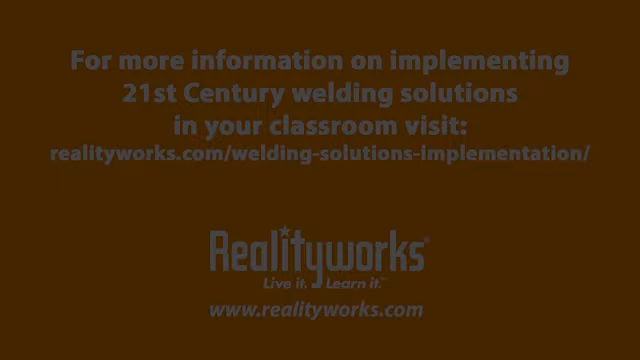 For more information on implementing
21st Century welding solutions
in your classroom visit:
realityworks.com/welding-solutions-implementation/
Realityworks®
Live it. Learn it.™
www.realityworks.com